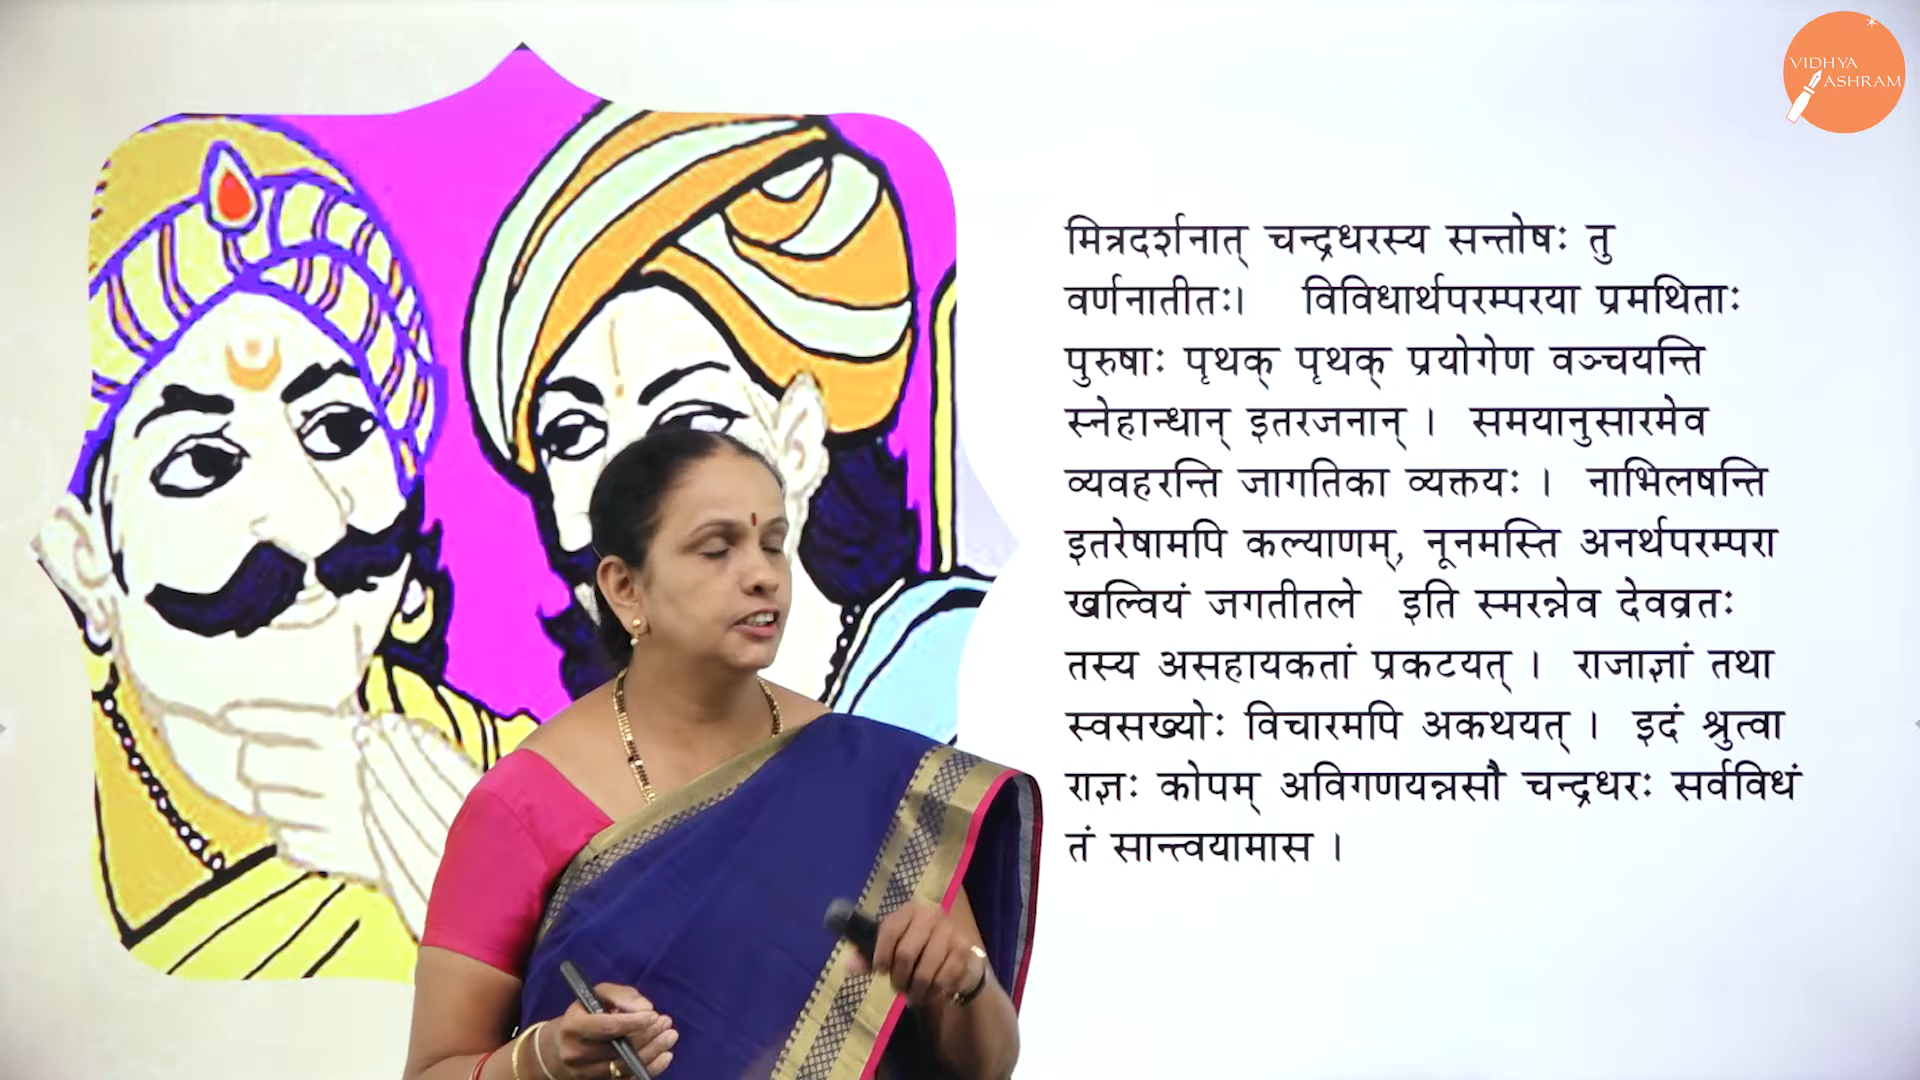 VIDHYA
ASHRAM
मित्रदर्शनात् चन्द्रधरस्य सन्तोषः तु
वर्णनातीतः। विविधार्थपरम्परया प्रमथिताः
पुरुषाः पृथक् पृथक् प्रयोगेण वञ्चयन्ति
स्नेहान्धान् इतरजनान् । समयानुसारमेव
व्यवहरन्ति जागतिका व्यक्तयः । नाभिलषन्ति
इतरेषामपि कल्याणम्, नूनमस्ति अनर्थपरम्परा
खल्वियं जगतीतले इति स्मरन्नेव देवव्रतः
तस्य असहायकतां प्रकटयत् । राजाज्ञां तथा
स्वसख्योः विचारमपि अकथयत् । इदं श्रुत्वा
राज्ञः कोपम् अविगणयन्नसौ चन्द्रधरः सर्वविधं
तं सान्त्वयामास ।